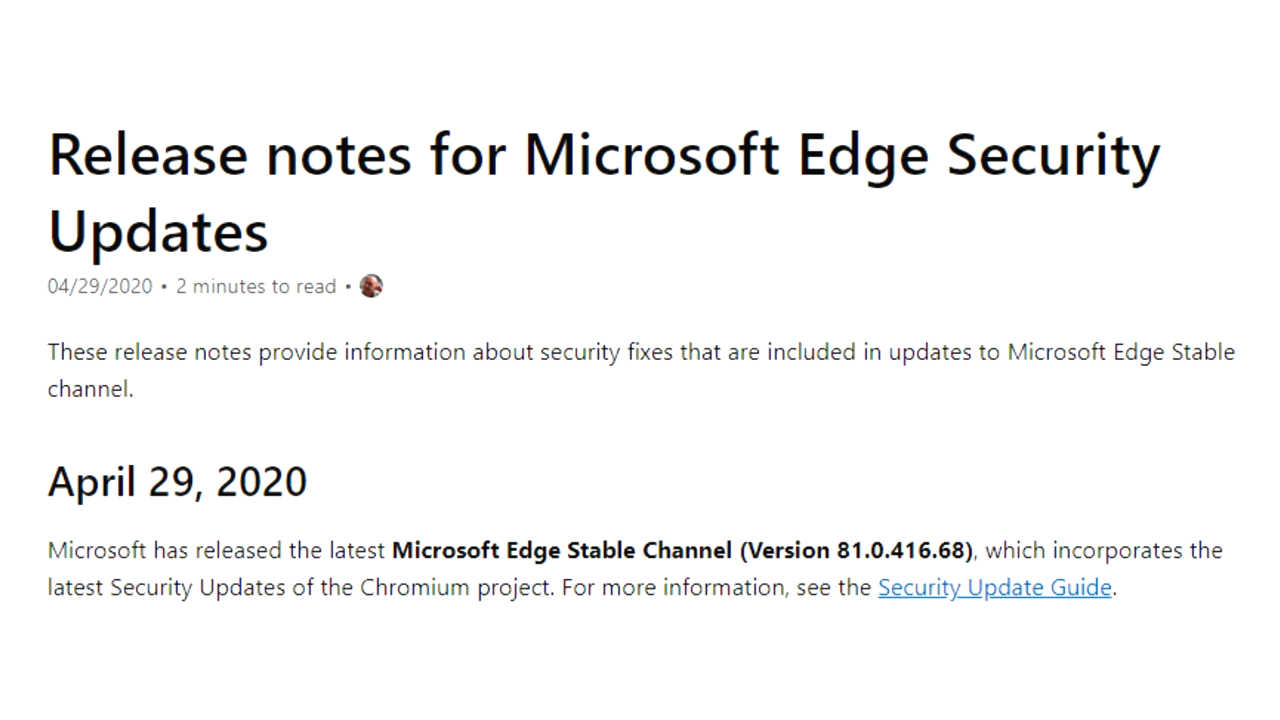 Release notes for Microsoft Edge Security
Updates
04/29/2020 • 2 minutes to read •
These release notes provide information about security fixes that are included in updates to Microsoft Edge Stable
channel.
April 29, 2020
Microsoft has released the latest Microsoft Edge Stable Channel (Version 81.0.416.68), which incorporates the
latest Security Updates of the Chromium project. For more information, see the Security Update Guide.